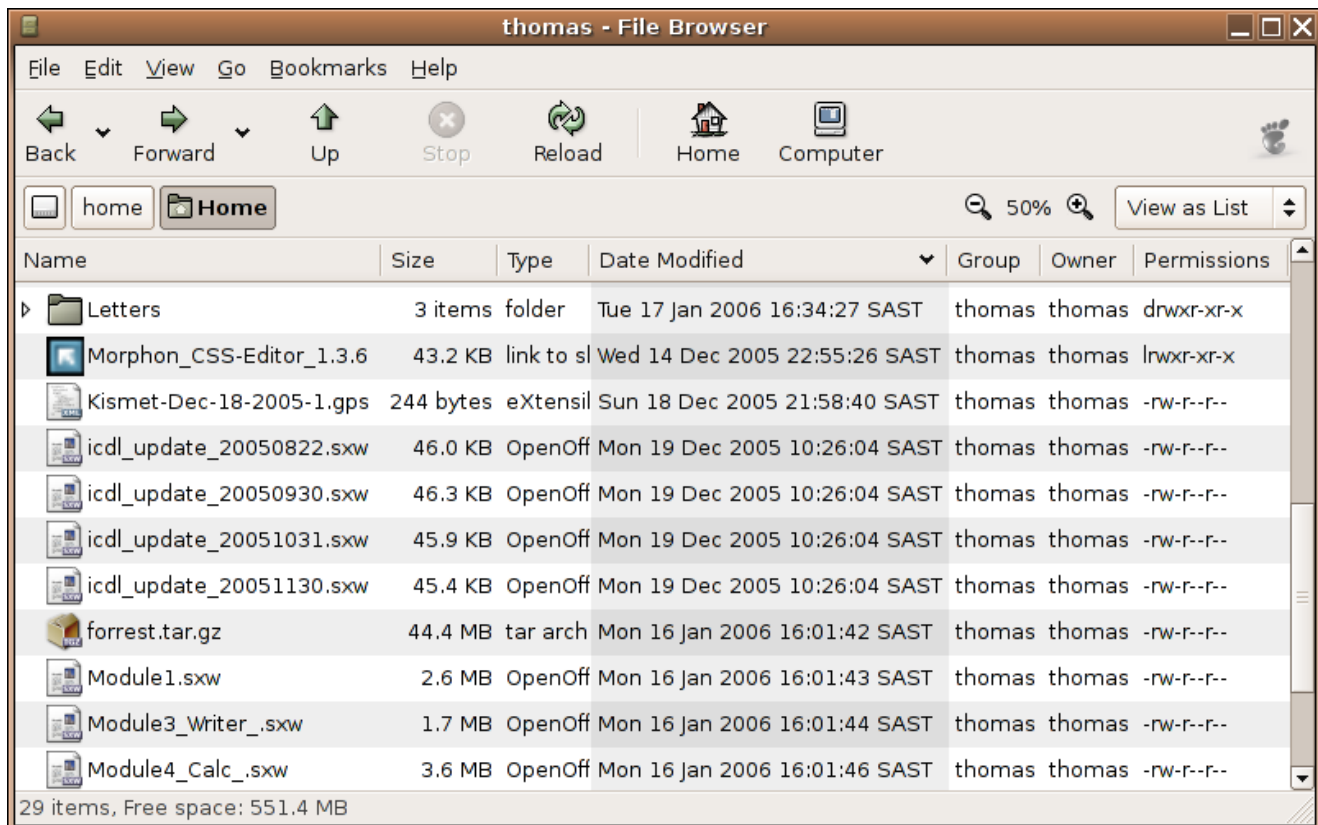 thomas - File Browser
File Edit View Go Bookmarks Help
Back Forward Up Stop Reload Home Computer
home Home 50% View as List
Name Size Type Date Modified Group Owner Permissions
Letters 3 items folder Tue 17 Jan 2006 16:34:27 SAST thomas thomas drwxr-xr-x
Morphon_CSS-Editor_1.3.6 43.2 KB link to sl Wed 14 Dec 2005 22:55:26 SAST thomas thomas lrwxr-xr-x
Kismet-Dec-18-2005-1.gps 244 bytes eXtensil Sun 18 Dec 2005 21:58:40 SAST thomas thomas -rw-r--r--
icdl_update_20050822.sxw 46.0 KB OpenOff Mon 19 Dec 2005 10:26:04 SAST thomas thomas -rw-r--r--
icdl_update_20050930.sxw 46.3 KB OpenOff Mon 19 Dec 2005 10:26:04 SAST thomas thomas -rw-r--r--
icdl_update_20051031.sxw 45.9 KB OpenOff Mon 19 Dec 2005 10:26:04 SAST thomas thomas -rw-r--r--
icdl_update_20051130.sxw 45.4 KB OpenOff Mon 19 Dec 2005 10:26:04 SAST thomas thomas -rw-r--r--
forrest.tar.gz 44.4 MB tar arch Mon 16 Jan 2006 16:01:42 SAST thomas thomas -rw-r--r--
Module1.sxw 2.6 MB OpenOff Mon 16 Jan 2006 16:01:43 SAST thomas thomas -rw-r--r--
Module3_Writer_.sxw 1.7 MB OpenOff Mon 16 Jan 2006 16:01:44 SAST thomas thomas -rw-r--r--
Module4_Calc_.sxw 3.6 MB OpenOff Mon 16 Jan 2006 16:01:46 SAST thomas thomas -rw-r--r--
29 items, Free space: 551.4 MB